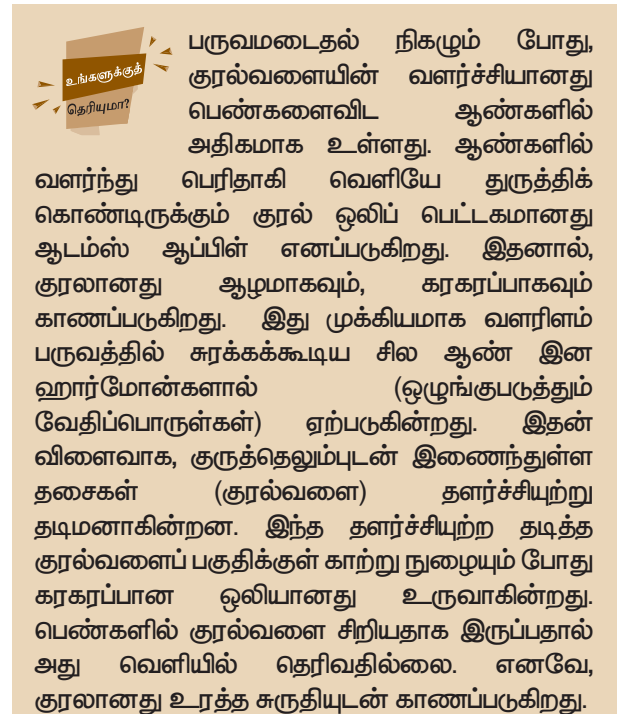 உங்களுக்குத்
தெரியுமா?
பருவமடைதல் நிகழும் போது,
குரல்வளையின் வளர்ச்சியானது
பெண்களைவிட ஆண்களில்
அதிகமாக உள்ளது. ஆண்களில்
வளர்ந்து பெரிதாகி வெளியே துருத்திக்
கொண்டிருக்கும் குரல் ஒலிப் பெட்டகமானது
ஆடம்ஸ் ஆப்பிள் எனப்படுகிறது. இதனால்,
குரலானது ஆழமாகவும், கரகரப்பாகவும்
காணப்படுகிறது. இது முக்கியமாக வளரிளம்
பருவத்தில் சுரக்கக்கூடிய சில ஆண் இன
ஹார்மோன்களால் (ஒழுங்குபடுத்தும்
வேதிப்பொருள்கள்) ஏற்படுகின்றது. இதன்
விளைவாக, குருத்தெலும்புடன் இணைந்துள்ள
தசைகள் (குரல்வளை) தளர்ச்சியுற்று
தடிமனாகின்றன. இந்த தளர்ச்சியுற்ற தடித்த
குரல்வளைப் பகுதிக்குள் காற்று நுழையும் போது
கரகரப்பான ஒலியானது உருவாகின்றது.
பெண்களில் குரல்வளை சிறியதாக இருப்பதால்
அது வெளியில் தெரிவதில்லை. எனவே,
குரலானது உரத்த சுருதியுடன் காணப்படுகிறது.